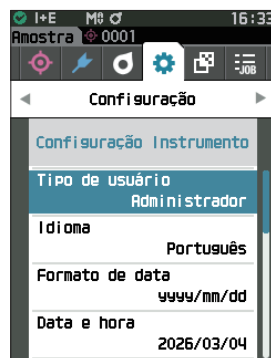 I+E M0 16:33
Amostra 0001
-JOB
Configuração
Configuração Instrumento
Tipo de usuário
Administrador
Idioma
Português
Formato de data
yyyy/mm/dd
Data e hora
2026/03/04